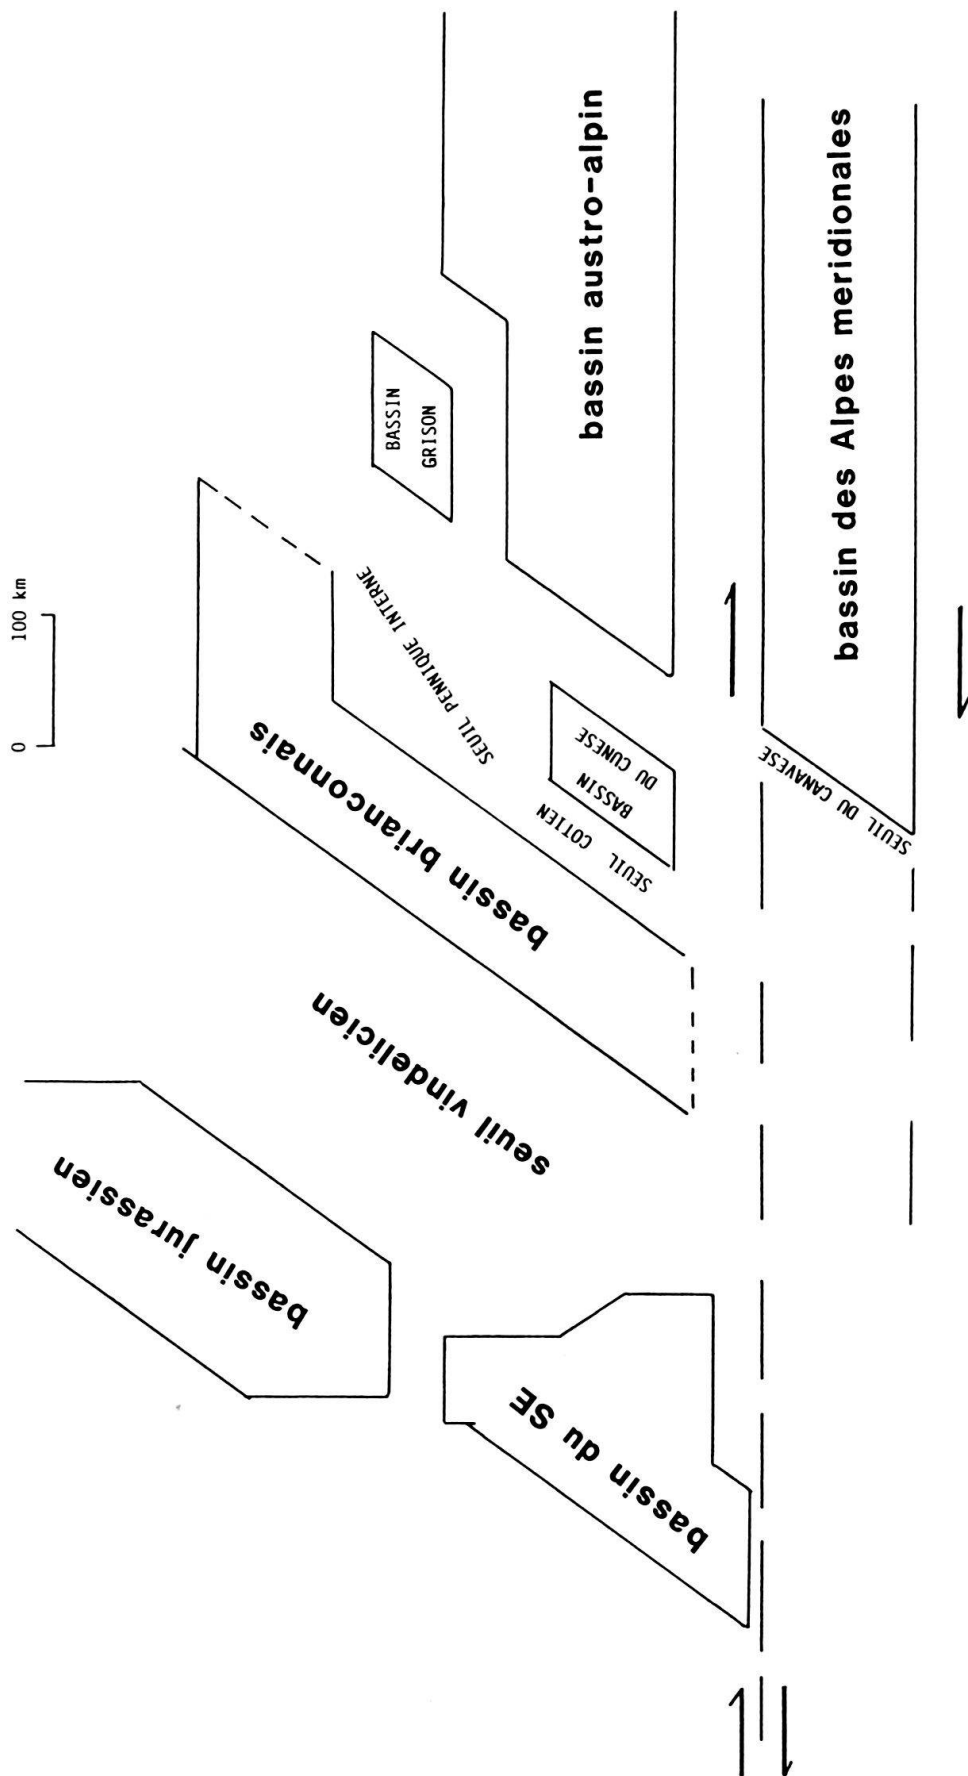 0 100 km
bassin jurassien
bassin du SE
seuil vindelicien
bassin brianconnais
SEUIL PENNIQUE INTERNE
SEUIL COTIEN
BASSIN
DU CUNESE
BASSIN
GRISON
bassin austro-alpin
SEUIL DU CANAVESE
bassin des Alpes meridionales